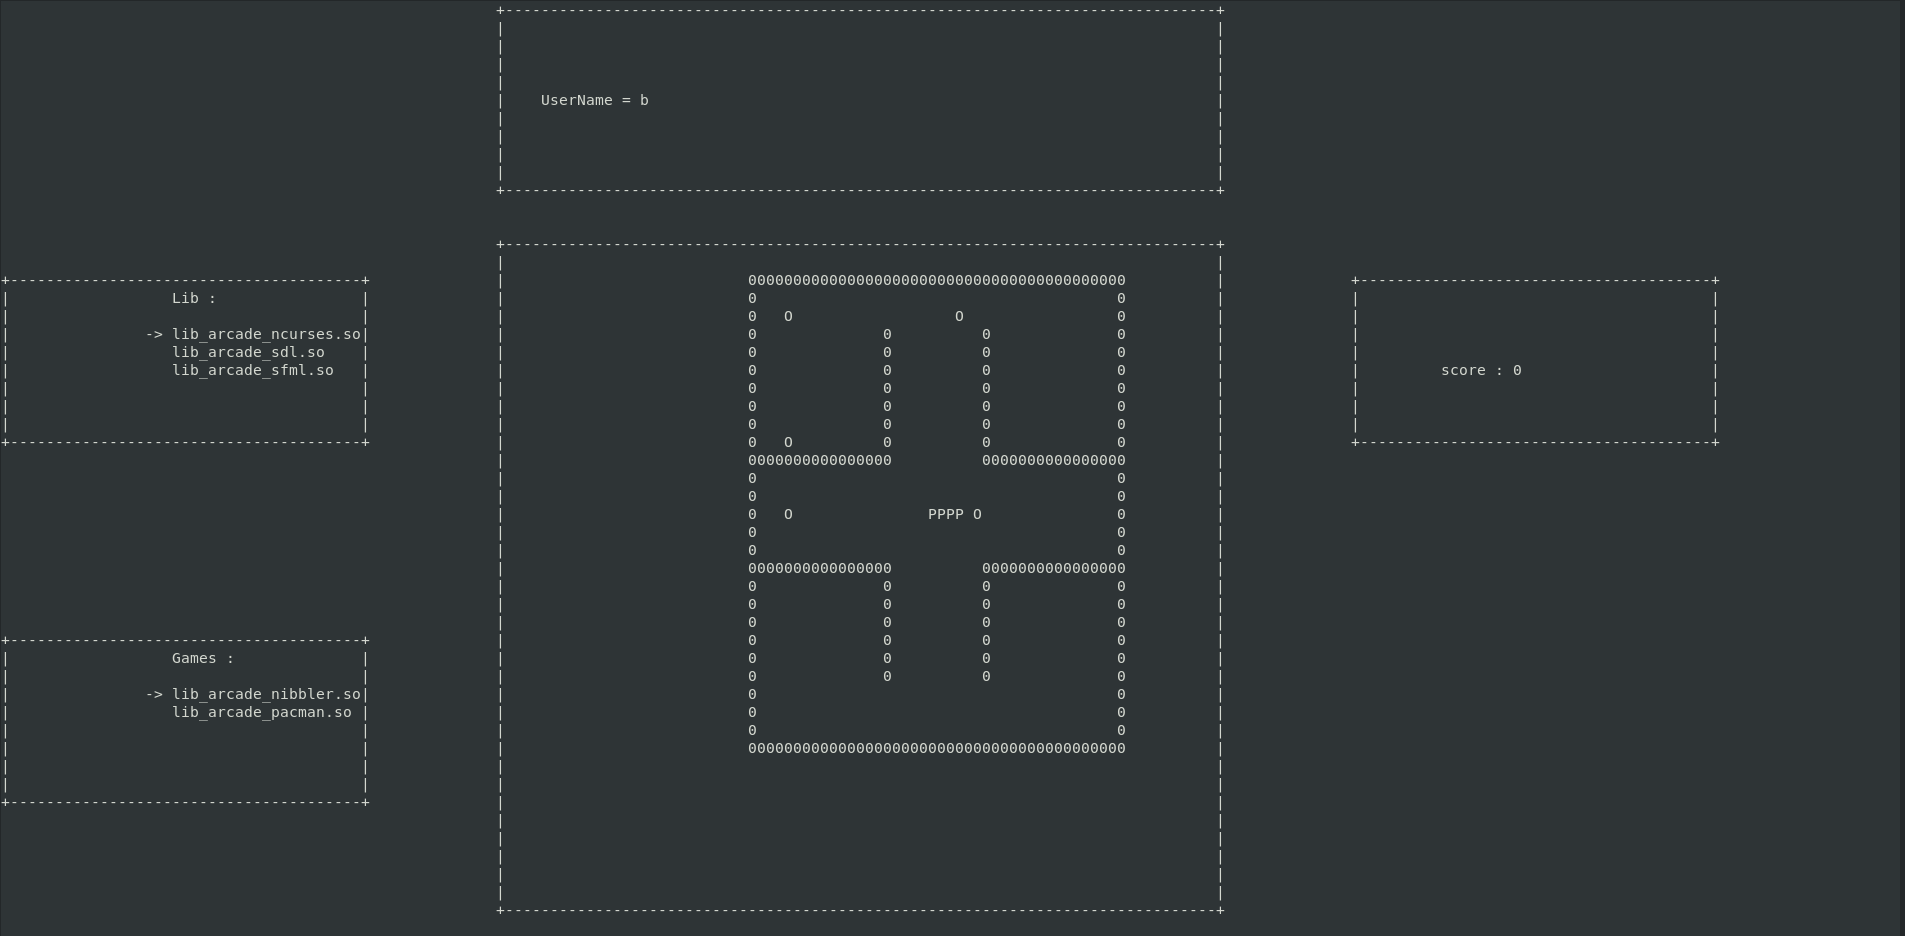 UserName = b
Lib :
-> lib_arcade_ncurses.so
lib_arcade_sdl.so
lib_arcade_sfml.so
Games :
-> lib_arcade_nibbler.so
lib_arcade_pacman.so
000000000000000000000000000000000000000000
0 0
0 O O 0
0 0 0 0
0 0 0 0
0 0 0 0
0 0 0 0
0 0 0 0
0 0 0 0
0 O 0 0 0
0000000000000000 0000000000000000
0 0
0 0
0 O PPPP O 0
0 0
0 0
0000000000000000 0000000000000000
0 0 0 0
0 0 0 0
0 0 0 0
0 0 0 0
0 0 0 0
0 0 0 0
0 0
0 0
0 0
000000000000000000000000000000000000000000
score : 0